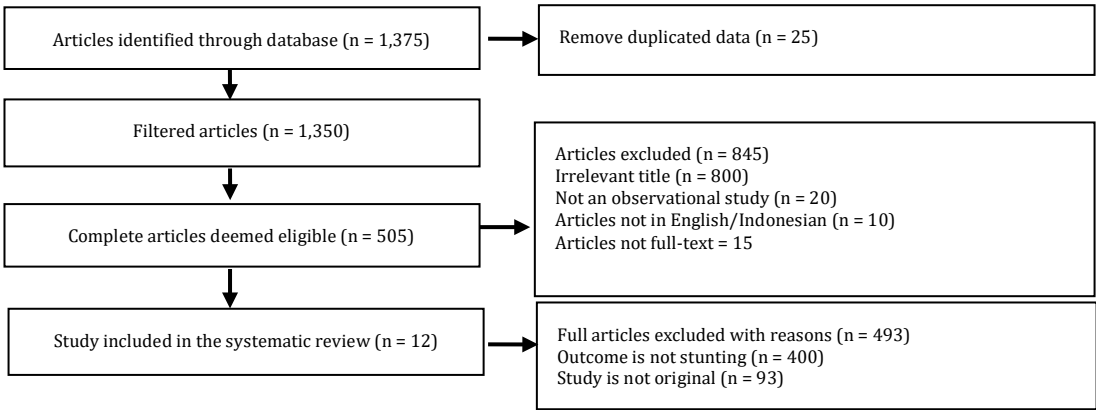 Articles identified through database (n = 1,375)
Remove duplicated data (n = 25)
Filtered articles (n = 1,350)
Articles excluded (n = 845)
Irrelevant title (n = 800)
Not an observational study (n = 20)
Articles not in English/Indonesian (n = 10)
Articles not full-text = 15
Complete articles deemed eligible (n = 505)
Study included in the systematic review (n = 12)
Full articles excluded with reasons (n = 493)
Outcome is not stunting (n = 400)
Study is not original (n = 93)